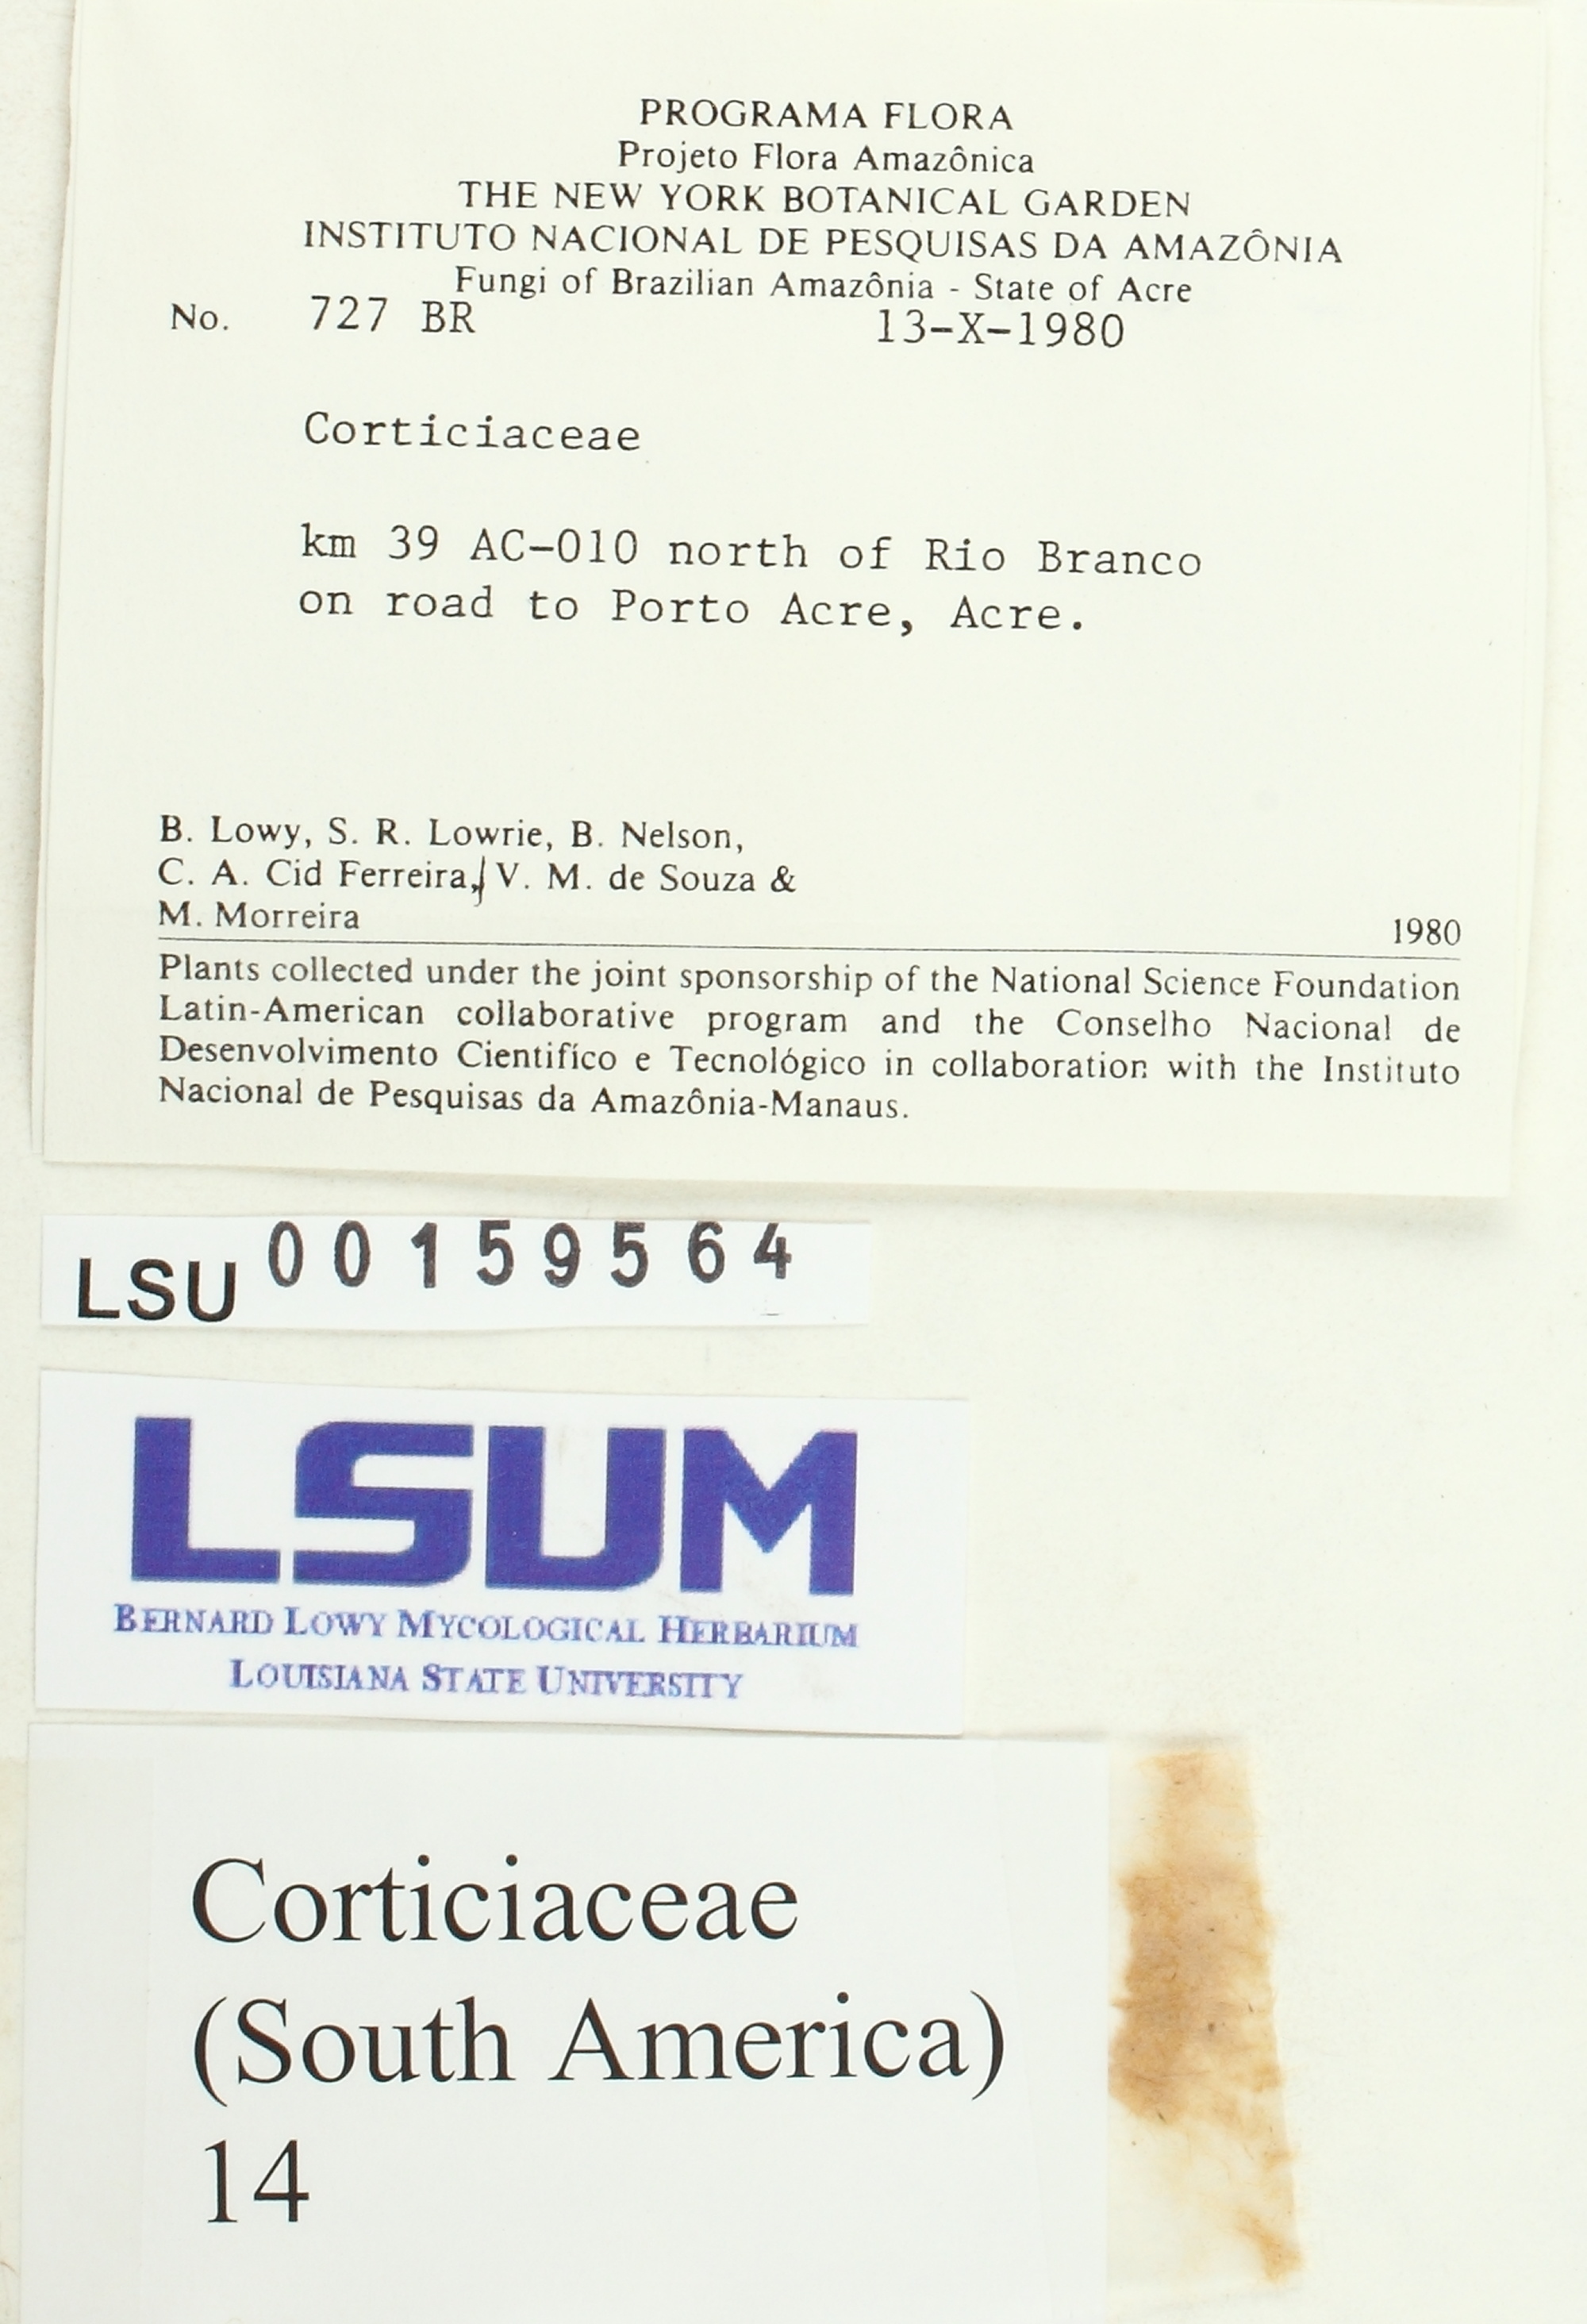 PROGRAMA FLORA
Projeto Flora Amazônica
THE NEW YORK BOTANICAL GARDEN
INSTITUTO NACIONAL DE PESQUISAS DA AMAZÔNIA
Fungi of Brazilian Amazônia - State of Acre
No. 727 BR 13-X-1980
Corticiaceae
km 39 AC-010 north of Rio Branco
on road to Porto Acre, Acre.
B. Lowy, S. R. Lowrie, B. Nelson,
C. A. Cid Ferreira, V. M. de Souza &
M. Morreira 1980
Plants collected under the joint sponsorship of the National Science Foundation
Latin-American collaborative program and the Conselho Nacional de
Desenvolvimento Cientifíco e Tecnológico in collaboration with the Instituto
Nacional de Pesquisas da Amazônia-Manaus.
LSU 00159564
LSUM
BERNARD LOWY MYCOLOGICAL HERBARIUM
LOUISIANA STATE UNIVERSITY
Corticiaceae
(South America)
14